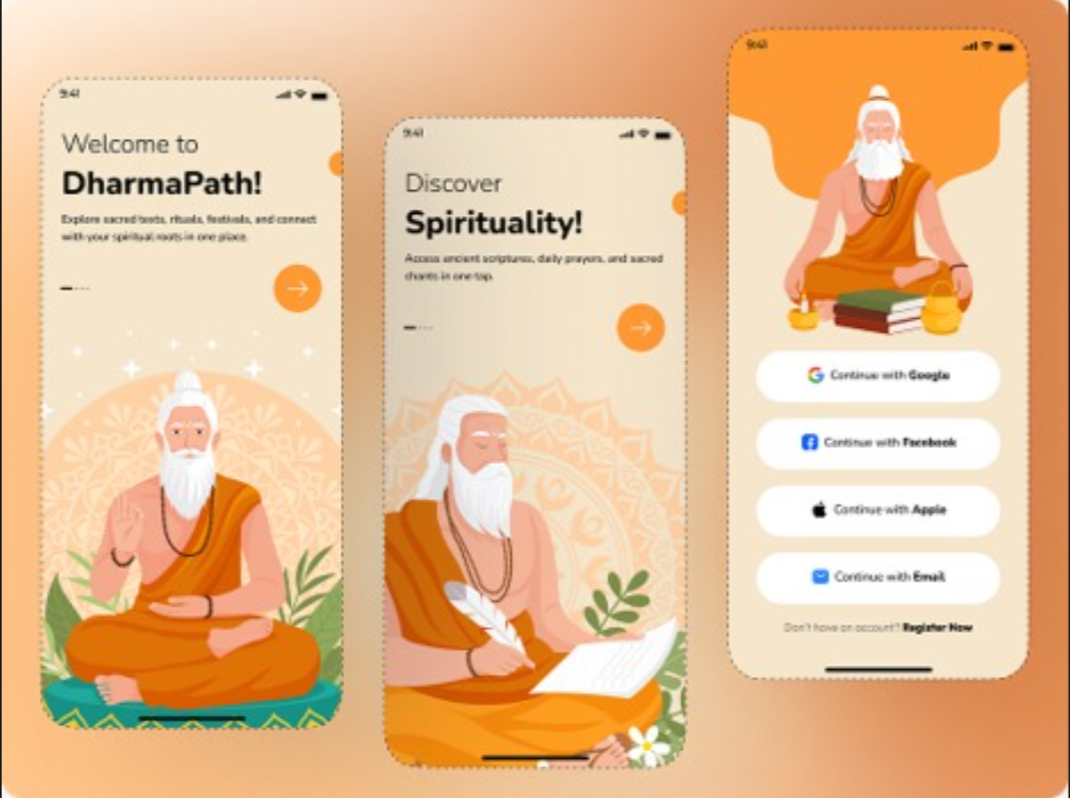 9:41
Welcome to
DharmaPath!
Explore sacred texts, rituals, festivals, and connect
with your spiritual roots in one place.
9:41
Discover
Spirituality!
Access ancient scriptures, daily prayers, and sacred
chants in one tap.
9:41
Continue with Google
Continue with Facebook
Continue with Apple
Continue with Email
Don't have an account? Register Now